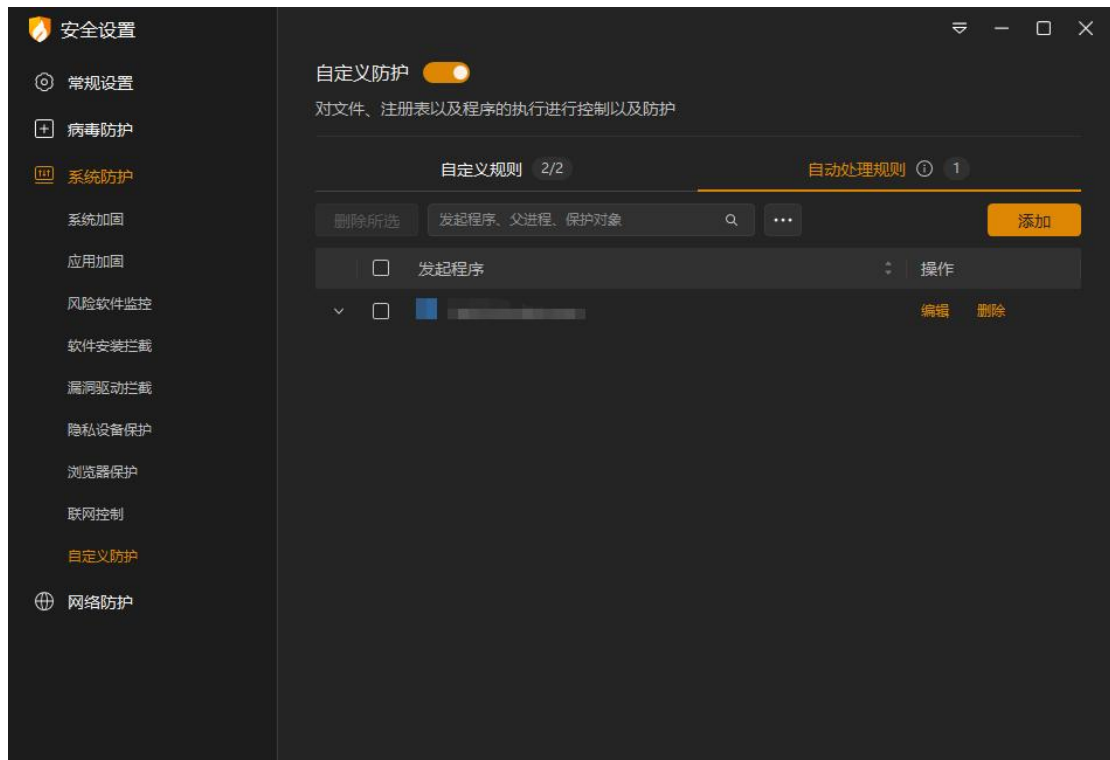 安全设置
常规设置
病毒防护
系统防护
系统加固
应用加固
风险软件监控
软件安装拦截
漏洞驱动拦截
隐私设备保护
浏览器保护
联网控制
自定义防护
网络防护
自定义防护
对文件、注册表以及程序的执行进行控制以及防护
自定义规则 2/2 自动处理规则 1
删除所选 发起程序、父进程、保护对象 添加
发起程序 操作
编辑 删除